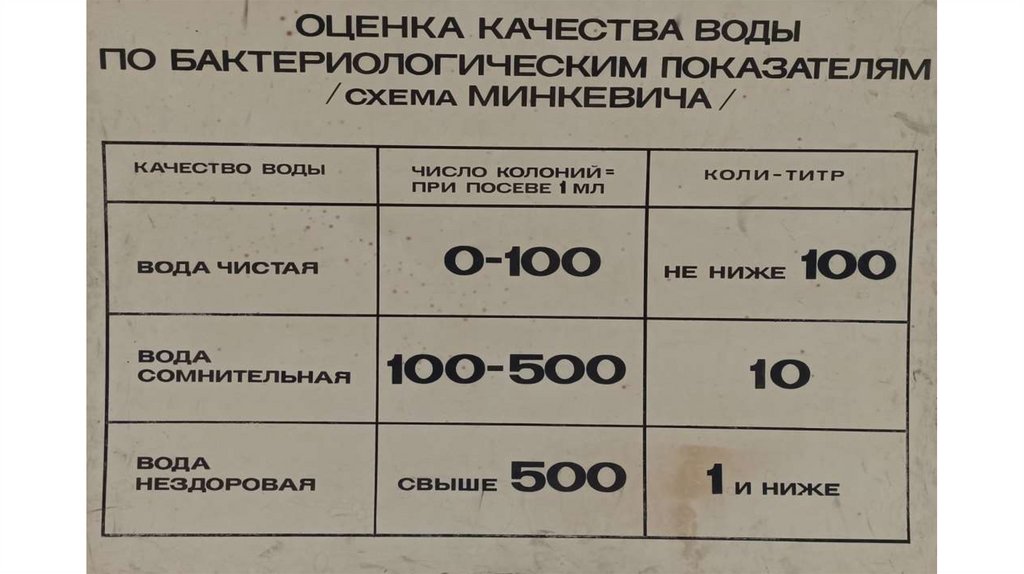 ОЦЕНКА КАЧЕСТВА ВОДЫ
ПО БАКТЕРИОЛОГИЧЕСКИМ ПОКАЗАТЕЛЯМ
/СХЕМА МИНКЕВИЧА/
КАЧЕСТВО ВОДЫ
ЧИСЛО КОЛОНИЙ=
ПРИ ПОСЕВЕ 1 МЛ
КОЛИ-ТИТР
ВОДА ЧИСТАЯ
0-100
НЕ НИЖЕ 100
ВОДА
СОМНИТЕЛЬНАЯ
100-500
10
ВОДА
НЕЗДОРОВАЯ
СВЫШЕ 500
1 И НИЖЕ